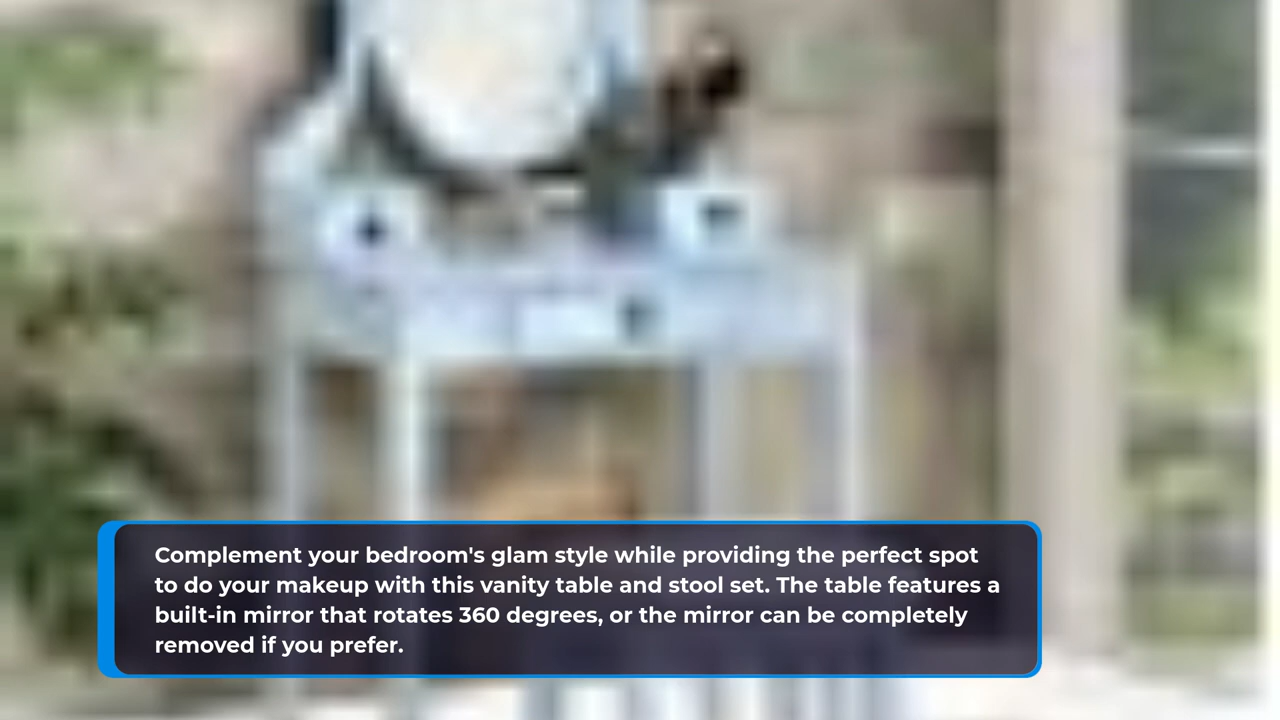 Complement your bedroom's glam style while providing the perfect spot
to do your makeup with this vanity table and stool set. The table features a
built-in mirror that rotates 360 degrees, or the mirror can be completely
removed if you prefer.